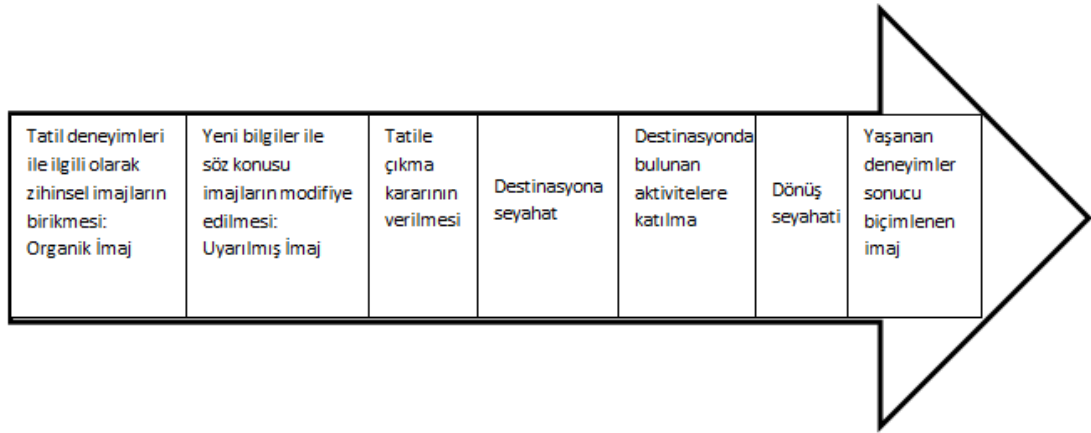 Tatil deneyimleri
ile ilgili olarak
zihinsel imajların
birikmesi:
Organik İmaj
Yeni bilgiler ile
söz konusu
imajların modifiye
edilmesi:
Uyarılmış İmaj
Tatile
çıkma
kararının
verilmesi
Destinasyona
seyahat
Destinasyonda
bulunan
aktivitelere
katılma
Dönüş
seyahati
Yaşanan
deneyimler
sonucu
biçimlenen
imaj